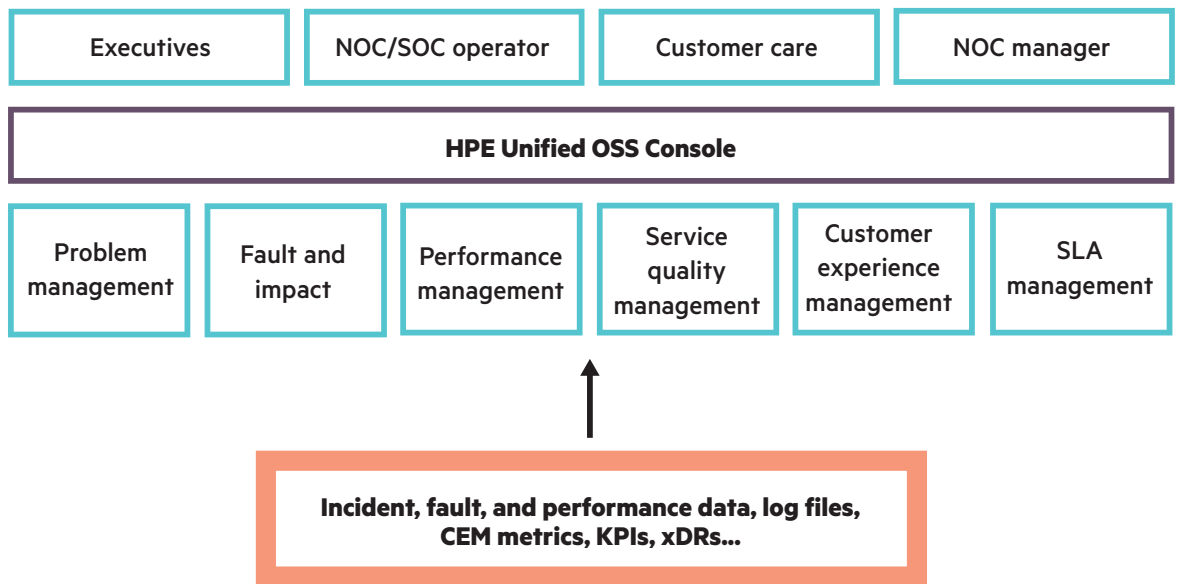 Executives
NOC/SOC operator
Customer care
NOC manager
HPE Unified OSS Console
Problem
management
Fault and
impact
Performance
management
Service
quality
management
Customer
experience
management
SLA
management
Incident, fault, and performance data, log files,
CEM metrics, KPIs, xDRs...